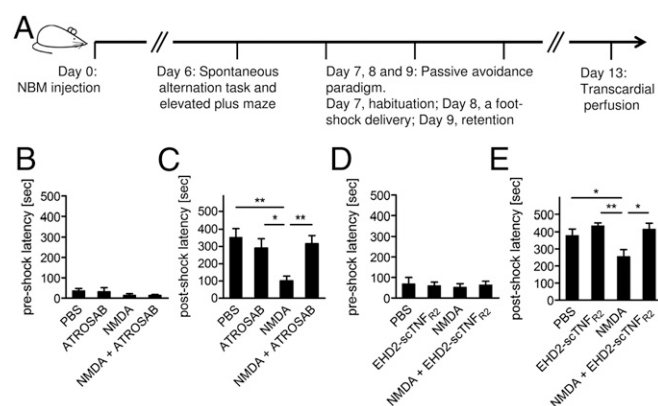 A
Day 0:
NBM injection
Day 6: Spontaneous
alternation task and
elevated plus maze
Day 7, 8 and 9: Passive avoidance
paradigm.
Day 7, habituation; Day 8, a foot-
shock delivery; Day 9, retention
Day 13:
Transcardial
perfusion
B
pre-shock latency [sec]
500
400
300
200
100
0
PBS
ATROSAB
NMDA
NMDA + ATROSAB
C
post-shock latency [sec]
500
400
300
200
100
0
**
* **
PBS
ATROSAB
NMDA
NMDA + ATROSAB
D
pre-shock latency [sec]
500
400
300
200
100
0
PBS
EHD2-scTNFR2
NMDA
NMDA + EHD2-scTNFR2
E
post-shock latency [sec]
500
400
300
200
100
0
*
** *
PBS
EHD2-scTNFR2
NMDA
NMDA + EHD2-scTNFR2